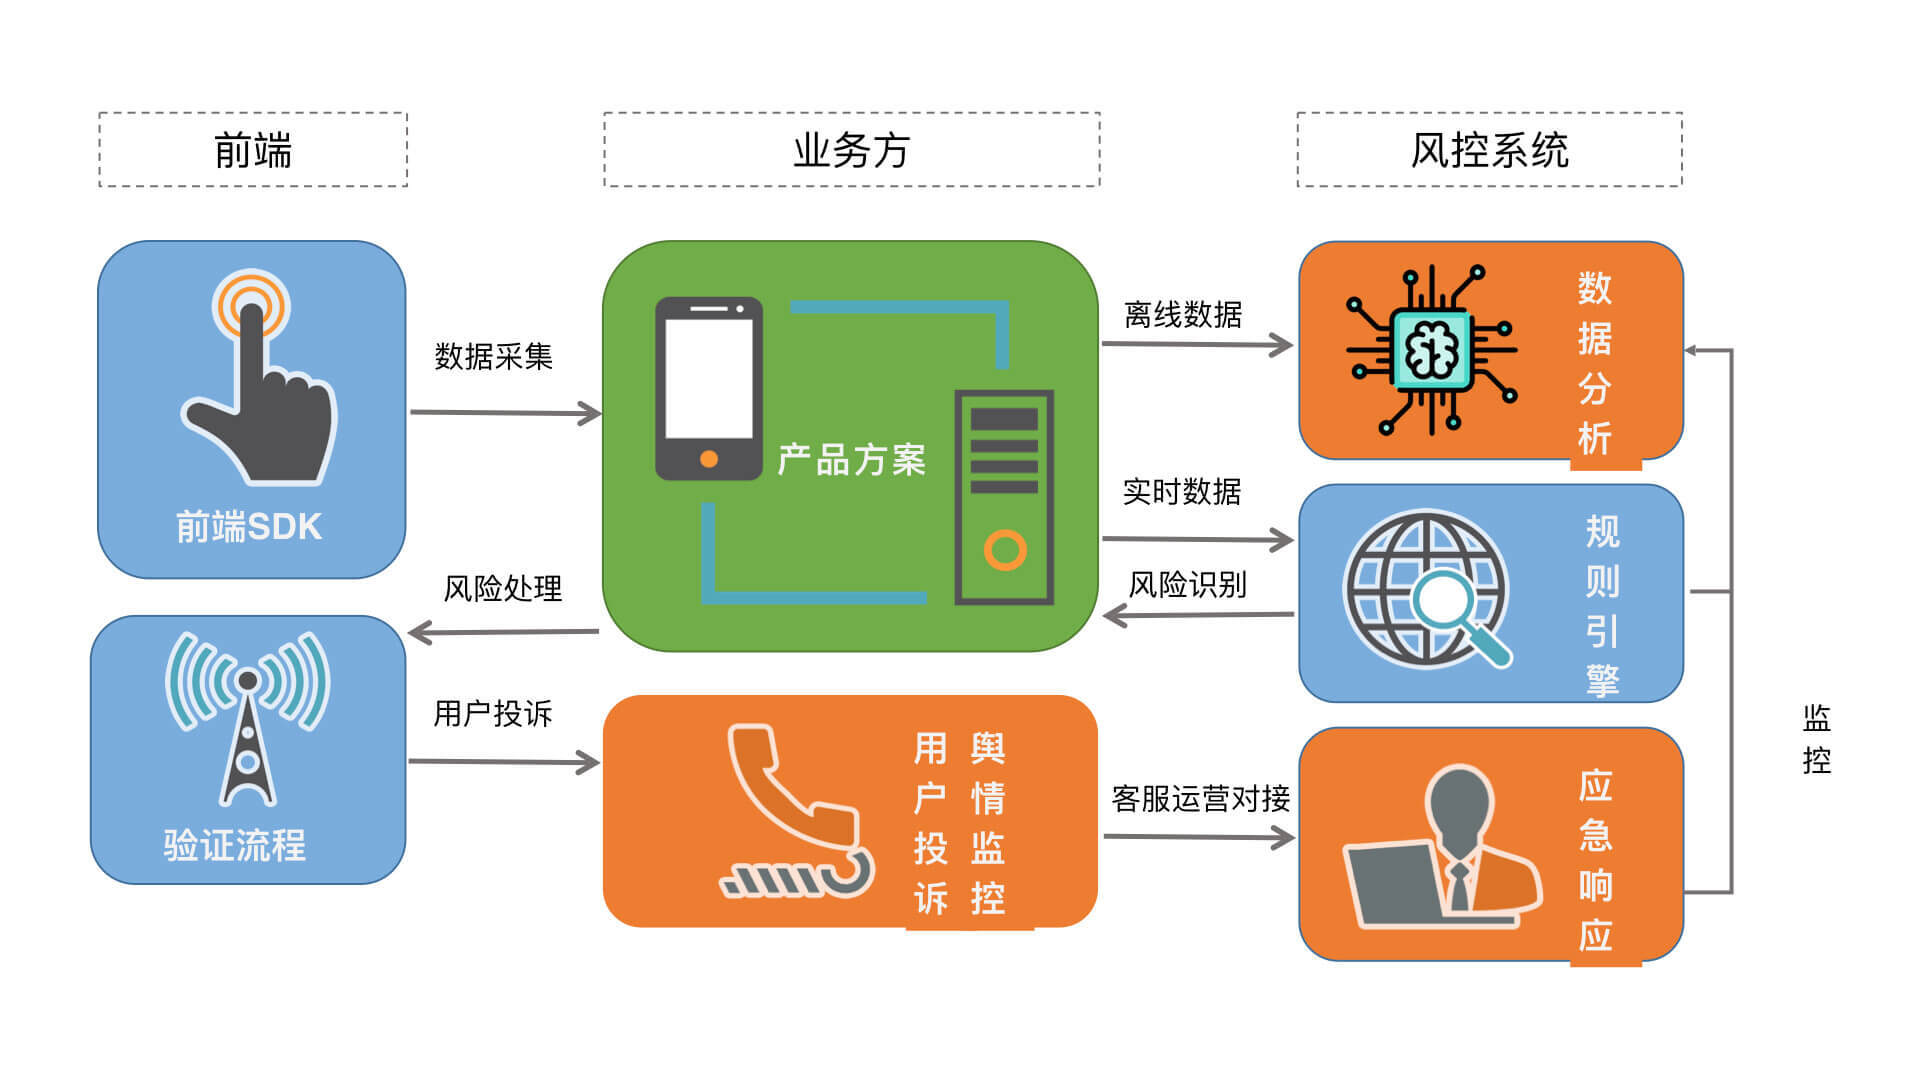 前端
业务方
风控系统
数据采集
前端SDK
风险处理
用户投诉
验证流程
产品方案
离线数据
实时数据
风险识别
用户投诉
舆情监控
客服运营对接
数据分析
规则引擎
应急响应
监控